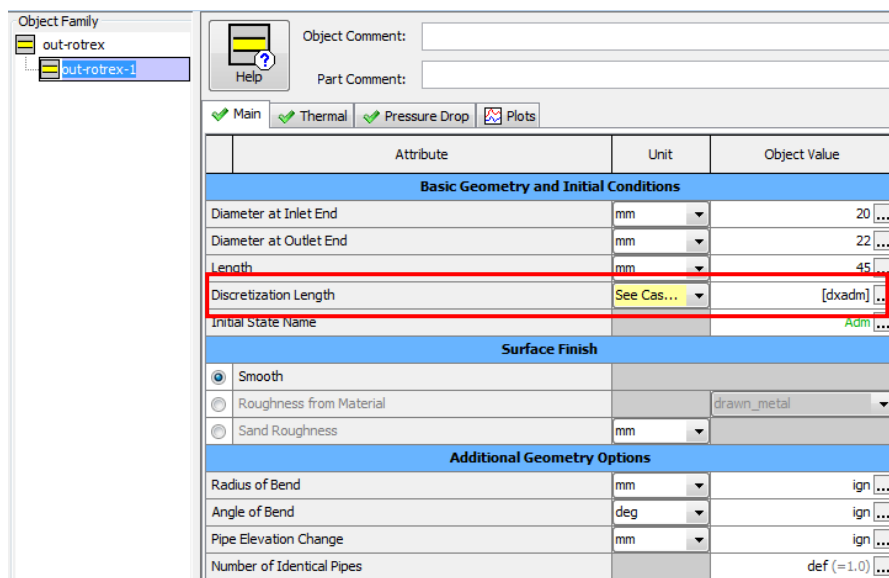 Object Family
out-rotrex
out-rotrex-1
Help
Object Comment:
Part Comment:
Main Thermal Pressure Drop Plots
Attribute Unit Object Value
Basic Geometry and Initial Conditions
Diameter at Inlet End mm 20 ...
Diameter at Outlet End mm 22 ...
Length mm 45 ...
Discretization Length See Cas... [dxadm] ...
Initial State Name Adm ...
Surface Finish
Smooth
Roughness from Material drawn_metal
Sand Roughness mm
Additional Geometry Options
Radius of Bend mm ign ...
Angle of Bend deg ign ...
Pipe Elevation Change mm ign ...
Number of Identical Pipes def (=1.0) ...